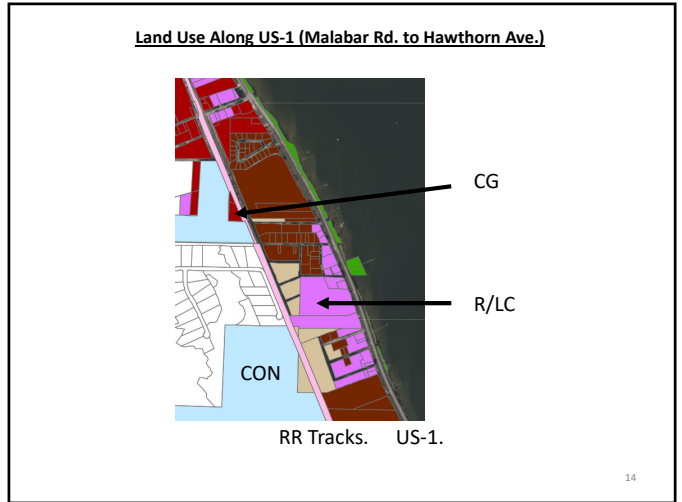 Land Use Along US-1 (Malabar Rd. to Hawthorn Ave.)
CG
R/LC
CON
RR Tracks. US-1.
14